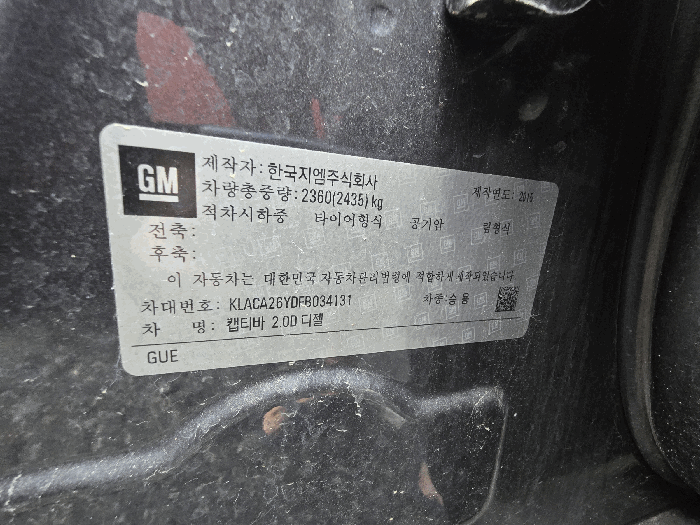 GM
제작자: 한국지엠주식회사 제작연도: 2015
차량총중량: 2360(2435) kg
적차시하중 타이어형식 공기압 림형식
전축:
후축:
이 자동차는 대한민국 자동차관리법령에 적합하게 제작되었습니다
차대번호: KLACA26YDFB034131 차종: 승 용
차 명: 캡티바 2.0D 디젤
GUE